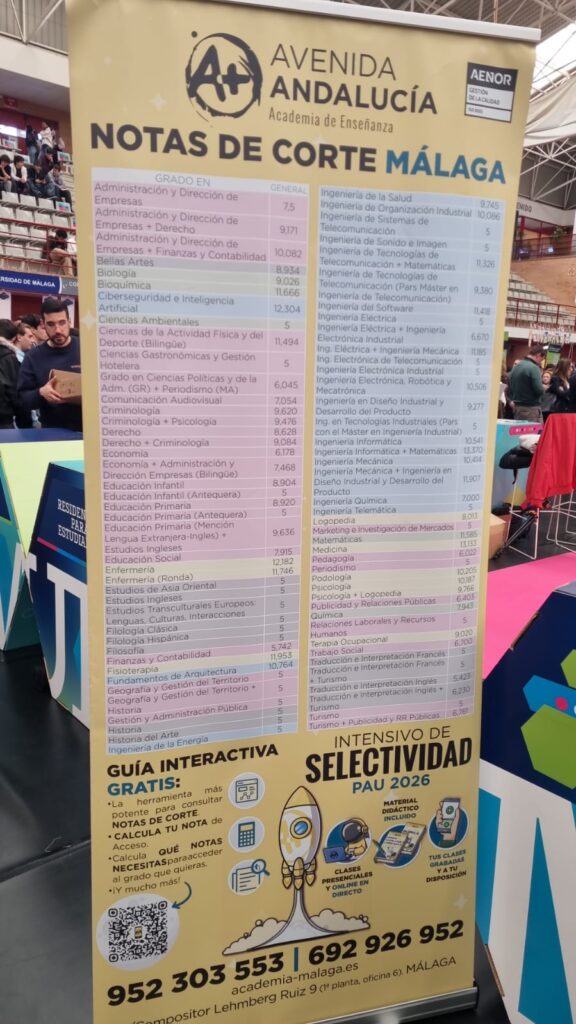 A+
AVENIDA
ANDALUCÍA
Academia de Enseñanza
AENOR
GESTIÓN
DE LA CALIDAD
ISO 9001
NOTAS DE CORTE MÁLAGA
GRADO EN GENERAL
Administración y Dirección de
Empresas 7,5
Administración y Dirección de
Empresas + Derecho 9,171
Administración y Dirección de
Empresas + Finanzas y Contabilidad 10,082
Bellas Artes 8,934
Biología 9,026
Bioquímica 11,666
Ciberseguridad e Inteligencia
Artificial 12,304
Ciencias Ambientales 5
Ciencias de la Actividad Física y del
Deporte (Bilingüe) 11,494
Ciencias Gastronómicas y Gestión
Hotelera 5
Grado en Ciencias Políticas y de la
Adm. (GR) + Periodismo (MA) 6,045
Comunicación Audiovisual 7,054
Criminología 9,620
Criminología + Psicología 9,476
Derecho 8,628
Derecho + Criminología 9,084
Economía 6,178
Economía + Administración y
Dirección Empresas (Bilingüe) 7,468
Educación Infantil 8,904
Educación Infantil (Antequera) 5
Educación Primaria 8,920
Educación Primaria (Antequera) 5
Educación Primaria (Mención
Lengua Extranjera-Ingles) + 9,636
Estudios Ingleses
Educación Social 7,915
Enfermería 12,182
Enfermería (Ronda) 11,746
Estudios de Asia Oriental 5
Estudios Ingleses 5
Estudios Transculturales Europeos:
Lenguas, Culturas, Interacciones 5
Filología Clásica 5
Filología Hispánica 5
Filosofía 5,742
Finanzas y Contabilidad 5
Fisioterapia 11,953
Fundamentos de Arquitectura 10,764
Geografía y Gestión del Territorio 5
Geografía y Gestión del Territorio +
Historia 5
Gestión y Administración Pública 5
Historia 5
Historia del Arte 5
Ingeniería de la Energía 5
Ingeniería de la Salud 9,745
Ingeniería de Organización Industrial 10,086
Ingeniería de Sistemas de
Telecomunicación 5
Ingeniería de Sonido e Imagen 5
Ingeniería de Tecnologías de
Telecomunicación + Matemáticas 11,326
Ingeniería de Tecnologías de
Telecomunicación (Pars Máster en 9,380
Ingeniería de Telecomunicación)
Ingeniería del Software 11,418
Ingeniería Eléctrica 5
Ingeniería Eléctrica + Ingeniería
Electrónica Industrial 6,670
Ing. Eléctrica + Ingeniería Mecánica 11,185
Ing. Electrónica de Telecomunicación 5
Ingeniería Electrónica Industrial 5
Ingeniería Electrónica, Robótica y
Mecatrónica 10,506
Ingeniería en Diseño Industrial y
Desarrollo del Producto 9,277
Ing. en Tecnologías Industriales (Pars
con el Máster en Ingeniería Industrial) 5
Ingeniería Informática 10,541
Ingeniería Informática + Matemáticas 13,370
Ingeniería Mecánica 10,414
Ingeniería Mecánica + Ingeniería en
Diseño Industrial y Desarrollo del 11,907
Producto
Ingeniería Química 7,000
Ingeniería Telemática 5
Logopedia 8,013
Marketing e Investigación de Mercados 5
Matemáticas 11,585
Medicina 13,133
Pedagogía 6,022
Periodismo 5
Podología 10,205
Psicología 10,187
Psicología + Logopedia 9,766
Publicidad y Relaciones Públicas 6,403
Química 7,943
Relaciones Laborales y Recursos
Humanos 5
Terapia Ocupacional 9,020
Trabajo Social 6,700
Traducción e Interpretación Francés 5
Traducción e Interpretación Francés
+ Turismo 5
Traducción e Interpretación Inglés 5,423
Traducción e Interpretación Inglés +
Turismo 6,230
Turismo 5
Turismo + Publicidad y RR.Públicas 6,761
GUÍA INTERACTIVA
GRATIS:
•La herramienta más
potente para consultar
NOTAS DE CORTE.
•CALCULA TU NOTA de
Acceso.
•Calcula QUÉ NOTAS
NECESITAS para acceder
al grado que quieras.
•¡Y mucho más!
INTENSIVO DE
SELECTIVIDAD
PAU 2026
CLASES
PRESENCIALES
Y ONLINE EN
DIRECTO
MATERIAL
DIDÁCTICO
INCLUIDO
TUS CLASES
GRABADAS
Y A TU
DISPOSICIÓN
952 303 553 | 692 926 952
academia-malaga.es
/Compositor Lehmberg Ruiz 9 (1ª planta, oficina 6). MÁLAGA
RSIDAD DE MÁLAGA
RESIDEN
PARA
ESTUDIA